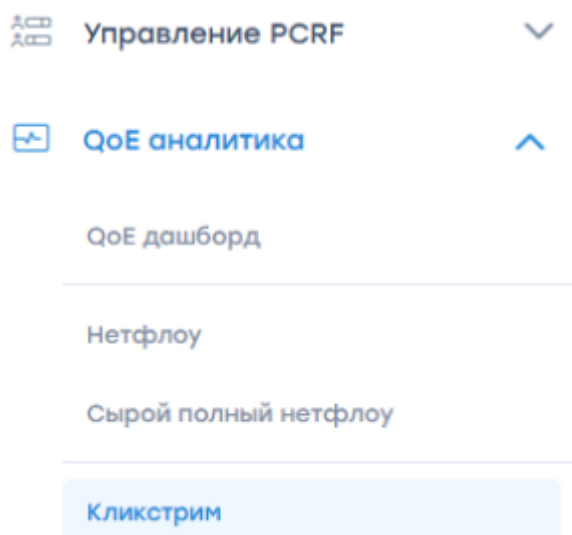 Управление PCRF
QoE аналитика
QoE дашборд
Нетфлоу
Сырой полный нетфлоу
Кликстрим